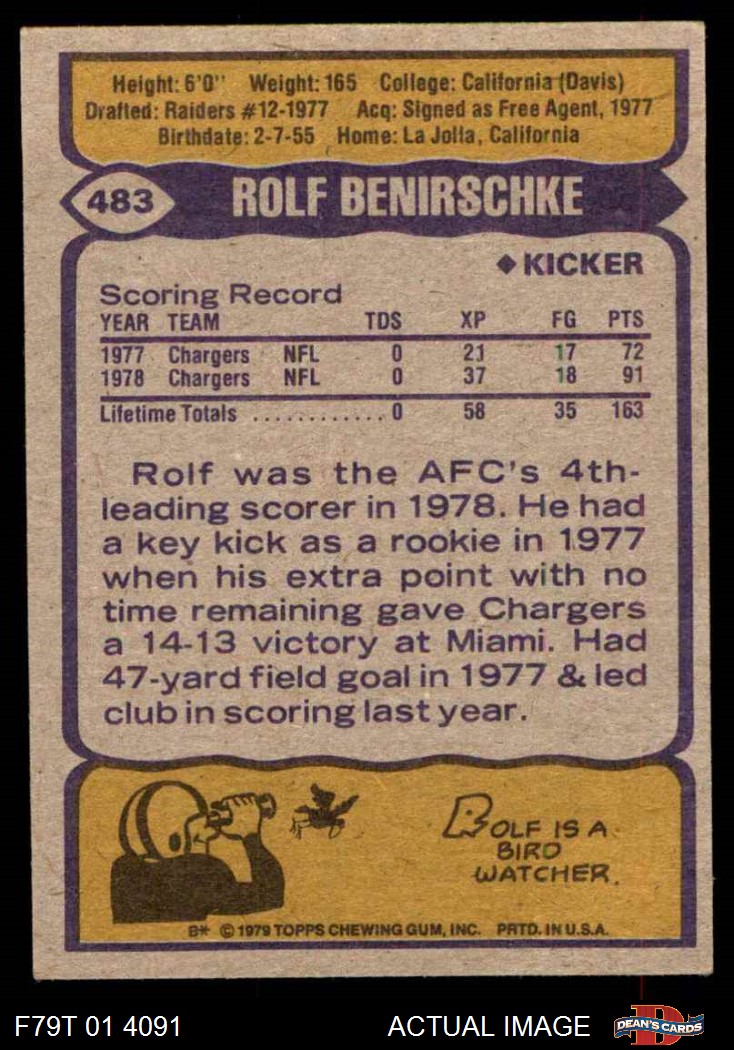 Height: 6'0" Weight: 165 College: California (Davis)
Drafted: Raiders #12-1977 Acq: Signed as Free Agent, 1977
Birthdate: 2-7-55 Home: La Jolla, California
483 ROLF BENIRSCHKE
◆ KICKER
Scoring Record
YEAR TEAM TDS XP FG PTS
1977 Chargers NFL 0 21 17 72
1978 Chargers NFL 0 37 18 91
Lifetime Totals ............ 0 58 35 163
Rolf was the AFC's 4th-
leading scorer in 1978. He had
a key kick as a rookie in 1977
when his extra point with no
time remaining gave Chargers
a 14-13 victory at Miami. Had
47-yard field goal in 1977 & led
club in scoring last year.
ROLF IS A
BIRD
WATCHER.
B* © 1979 TOPPS CHEWING GUM, INC. PRTD. IN U.S.A.
F79T 01 4091 ACTUAL IMAGE D DEAN'S CARDS